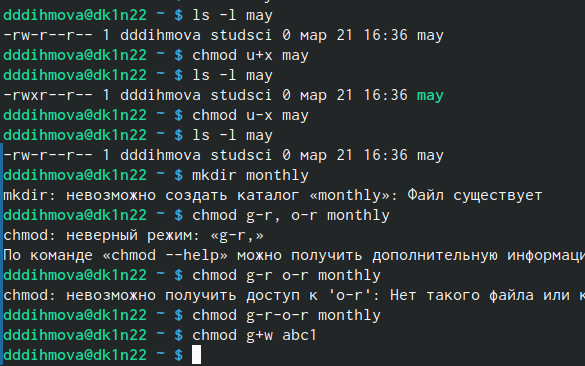 dddihmova@dk1n22 ~ $ ls -l may
-rw-r--r-- 1 dddihmova studsci 0 мар 21 16:36 may
dddihmova@dk1n22 ~ $ chmod u+x may
dddihmova@dk1n22 ~ $ ls -l may
-rwxr--r-- 1 dddihmova studsci 0 мар 21 16:36 may
dddihmova@dk1n22 ~ $ chmod u-x may
dddihmova@dk1n22 ~ $ ls -l may
-rw-r--r-- 1 dddihmova studsci 0 мар 21 16:36 may
dddihmova@dk1n22 ~ $ mkdir monthly
mkdir: невозможно создать каталог «monthly»: Файл существует
dddihmova@dk1n22 ~ $ chmod g-r, o-r monthly
chmod: неверный режим: «g-r,»
По команде «chmod --help» можно получить дополнительную информаци
dddihmova@dk1n22 ~ $ chmod g-r o-r monthly
chmod: невозможно получить доступ к 'o-r': Нет такого файла или к
dddihmova@dk1n22 ~ $ chmod g-r-o-r monthly
dddihmova@dk1n22 ~ $ chmod g+w abc1
dddihmova@dk1n22 ~ $